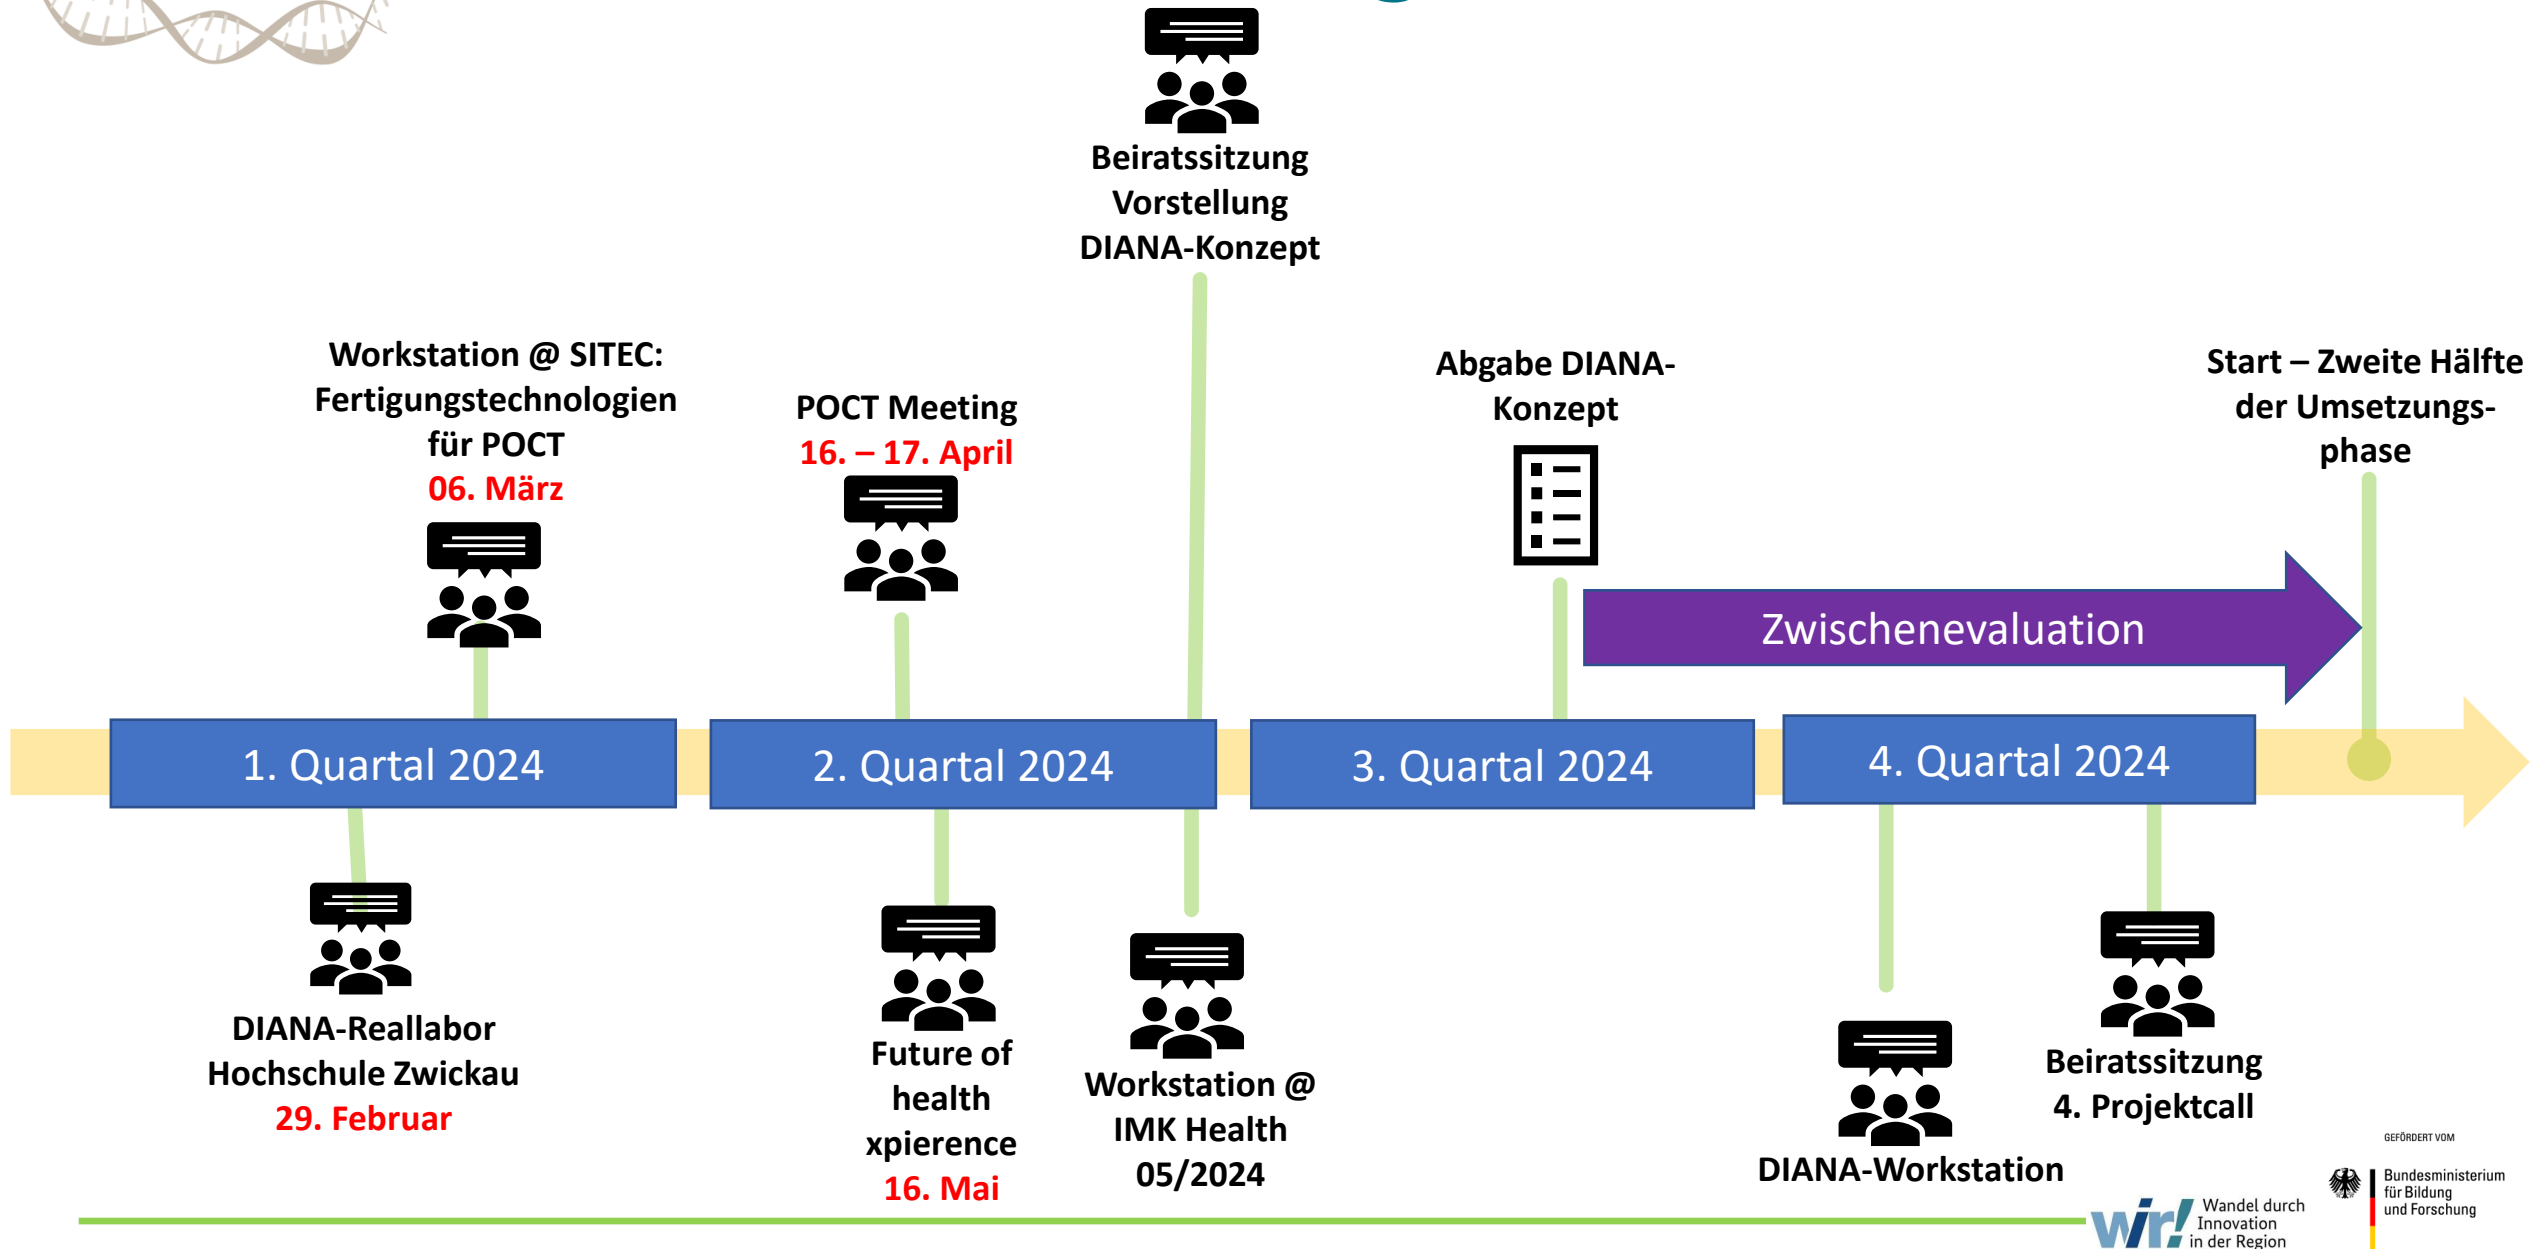 Beiratssitzung
Vorstellung
DIANA-Konzept
Workstation @ SITEC:
Fertigungstechnologien
für POCT
06. März
POCT Meeting
16. – 17. April
Abgabe DIANA-
Konzept
Start – Zweite Hälfte
der Umsetzungs-
phase
Zwischenevaluation
1. Quartal 2024
2. Quartal 2024
3. Quartal 2024
4. Quartal 2024
DIANA-Reallabor
Hochschule Zwickau
29. Februar
Future of
health
xpierence
16. Mai
Workstation @
IMK Health
05/2024
DIANA-Workstation
Beiratssitzung
4. Projektcall
GEFÖRDERT VOM
Bundesministerium
für Bildung
und Forschung
wir!
Wandel durch
Innovation
in der Region